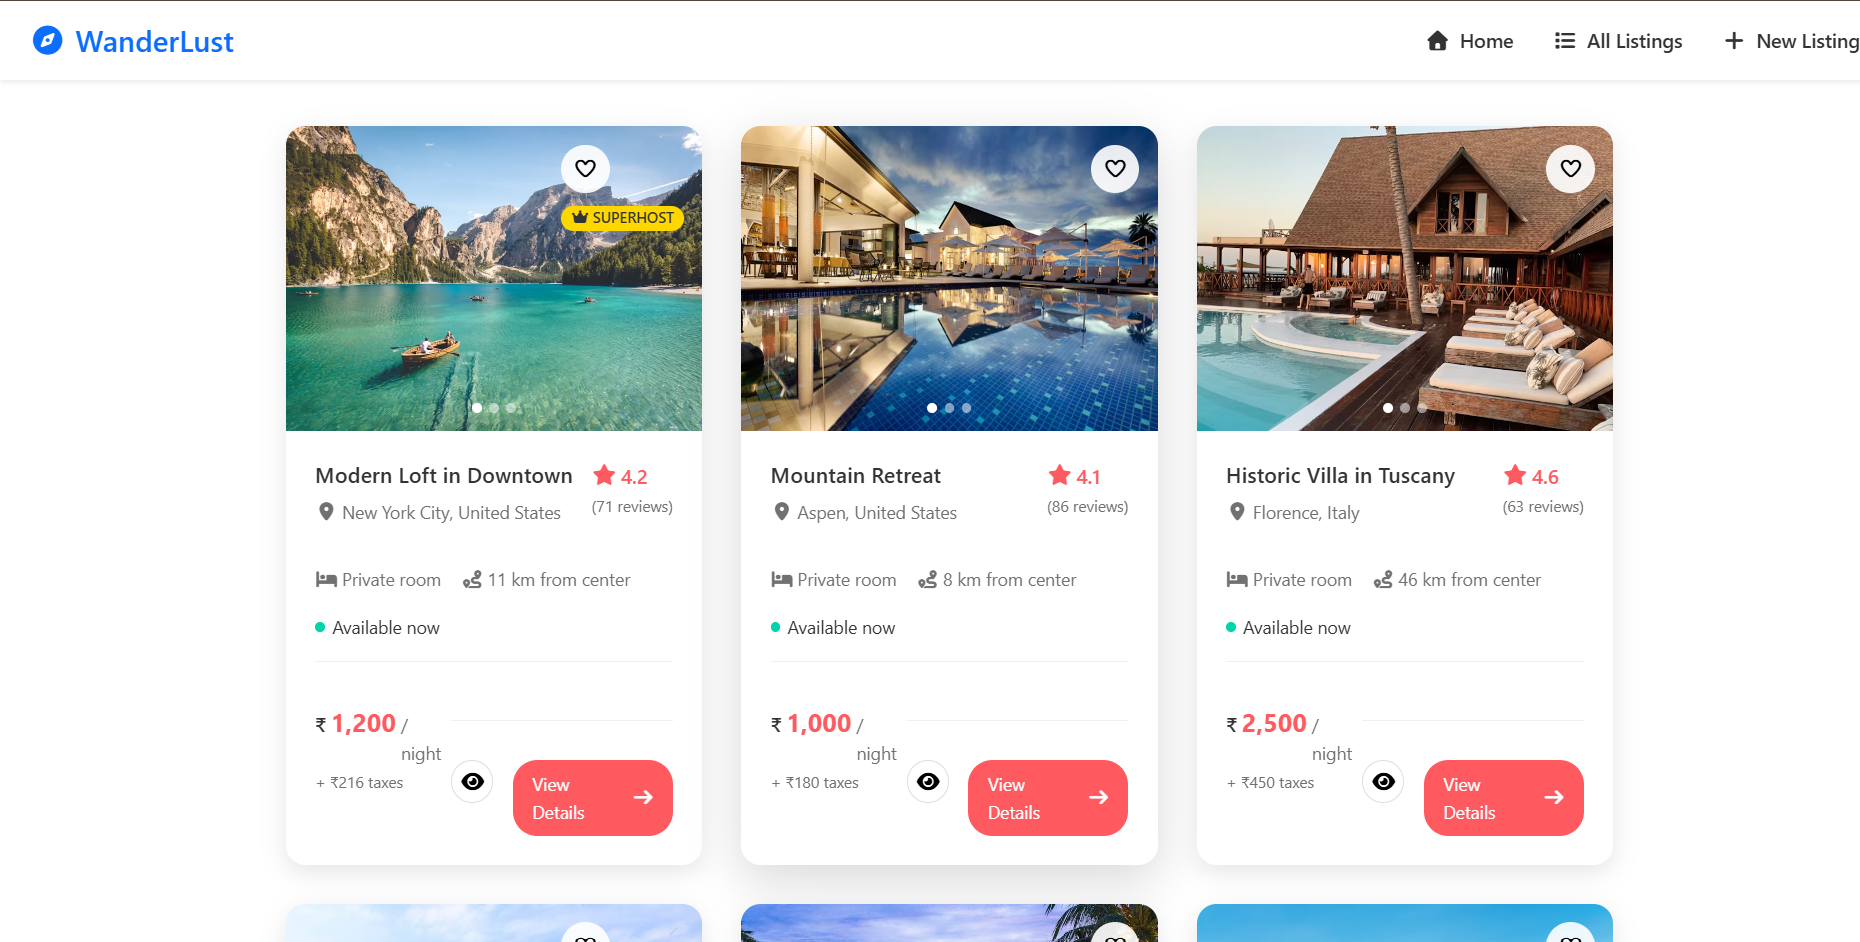 WanderLust
Home
All Listings
New Listing
SUPERHOST
Modern Loft in Downtown
4.2
New York City, United States
(71 reviews)
Private room
11 km from center
Available now
₹ 1,200 /
night
+ ₹216 taxes
View
Details
Mountain Retreat
4.1
Aspen, United States
(86 reviews)
Private room
8 km from center
Available now
₹ 1,000 /
night
+ ₹180 taxes
View
Details
Historic Villa in Tuscany
4.6
Florence, Italy
(63 reviews)
Private room
46 km from center
Available now
₹ 2,500 /
night
+ ₹450 taxes
View
Details